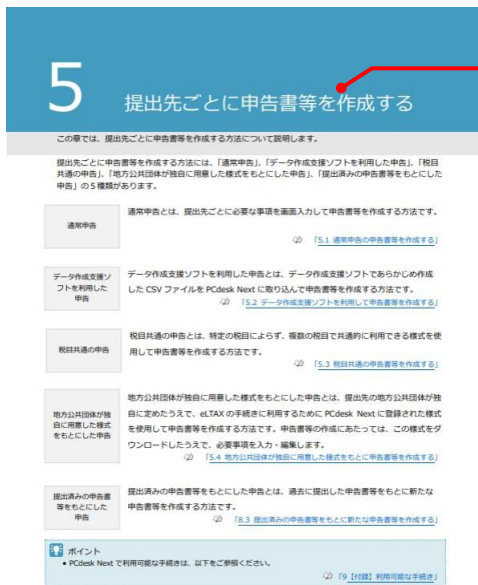 5
提出先ごとに申告書等を作成する
この章では、提出先ごとに申告書等を作成する方法について説明します。
提出先ごとに申告書等を作成する方法には、「通常申告」、「データ作成支援ソフトを利用した申告」、「税目
共通の申告」、「地方公共団体が独自に用意した様式をもとにした申告」、「提出済みの申告書等をもとにした
申告」の5種類があります。
通常申告
通常申告とは、提出先ごとに必要な事項を画面入力して申告書等を作成する方法です。
「5.1 通常申告の申告書等を作成する」
データ作成支援ソ
フトを利用した
申告
データ作成支援ソフトを利用した申告とは、データ作成支援ソフトであらかじめ作成
した CSV ファイルを PCdesk Next に取り込んで申告書等を作成する方法です。
「5.2 データ作成支援ソフトを利用して申告書等を作成する」
税目共通の申告
税目共通の申告とは、特定の税目によらず、複数の税目で共通的に利用できる様式を使
用して申告書等を作成する方法です。
「5.3 税目共通の申告書等を作成する」
地方公共団体が独
自に用意した様式
をもとにした申告
地方公共団体が独自に用意した様式をもとにした申告とは、提出先の地方公共団体が独
自に定めたうえで、eLTAX の手続きに利用するために PCdesk Next に登録された様式
を使用して申告書等を作成する方法です。申告書等の作成にあたっては、この様式をダ
ウンロードしたうえで、必要事項を入力・編集します。
「5.4 地方公共団体が独自に用意した様式をもとに申告書等を作成する」
提出済みの申告書
等をもとにした
申告
提出済みの申告書等をもとにした申告とは、過去に提出した申告書等をもとに新たな
申告書等を作成する方法です。
「8.3 提出済みの申告書等をもとに新たな申告書等を作成する」
ポイント
• PCdesk Next で利用可能な手続きは、以下をご参照ください。
「9 【付録】利用可能な手続き」